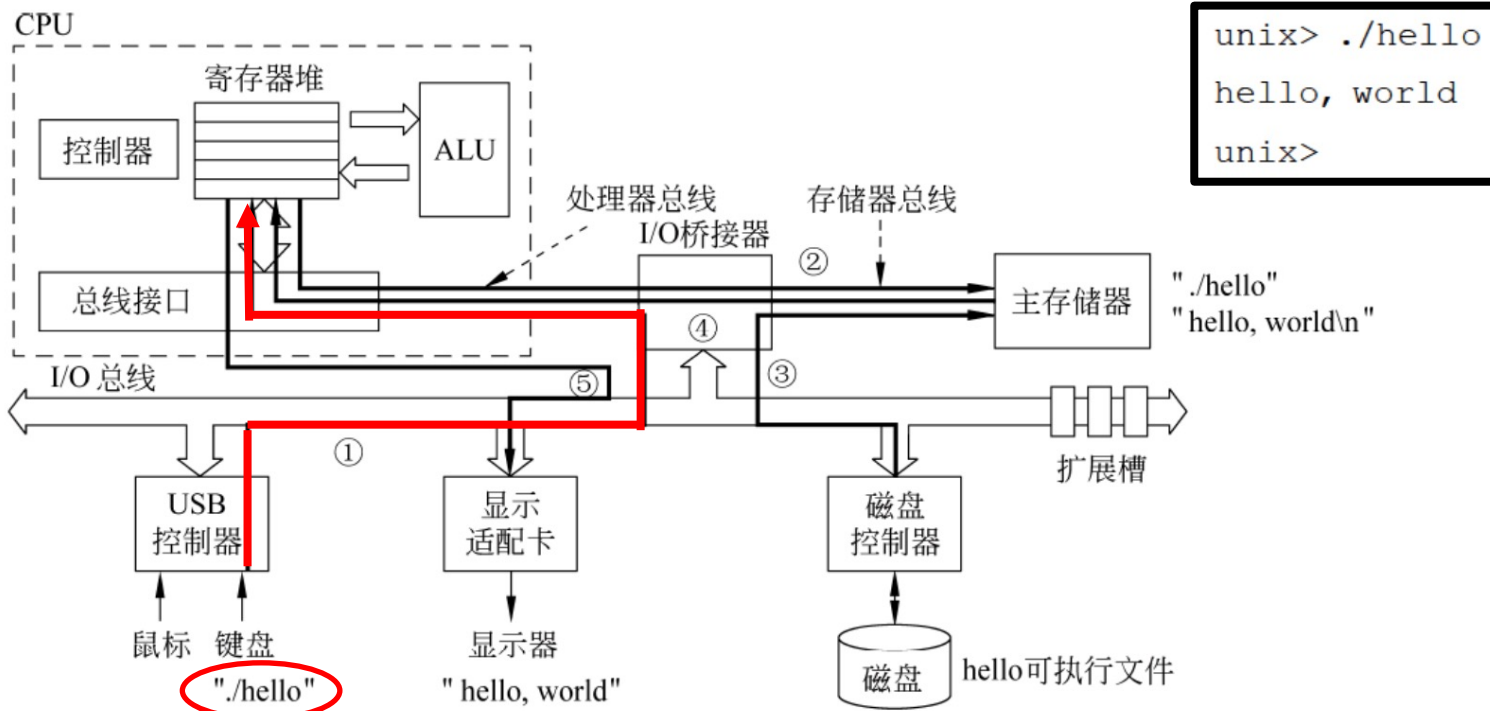 CPU
unix> ./hello
hello, world
unix>
寄存器堆
控制器
ALU
处理器总线
存储器总线
I/O桥接器
②
总线接口
主存储器
"./hello"
"hello, world\n"
④
I/O 总线
⑤
③
①
扩展槽
USB
控制器
显示
适配卡
磁盘
控制器
鼠标
键盘
显示器
"./hello"
"hello, world"
磁盘
hello可执行文件